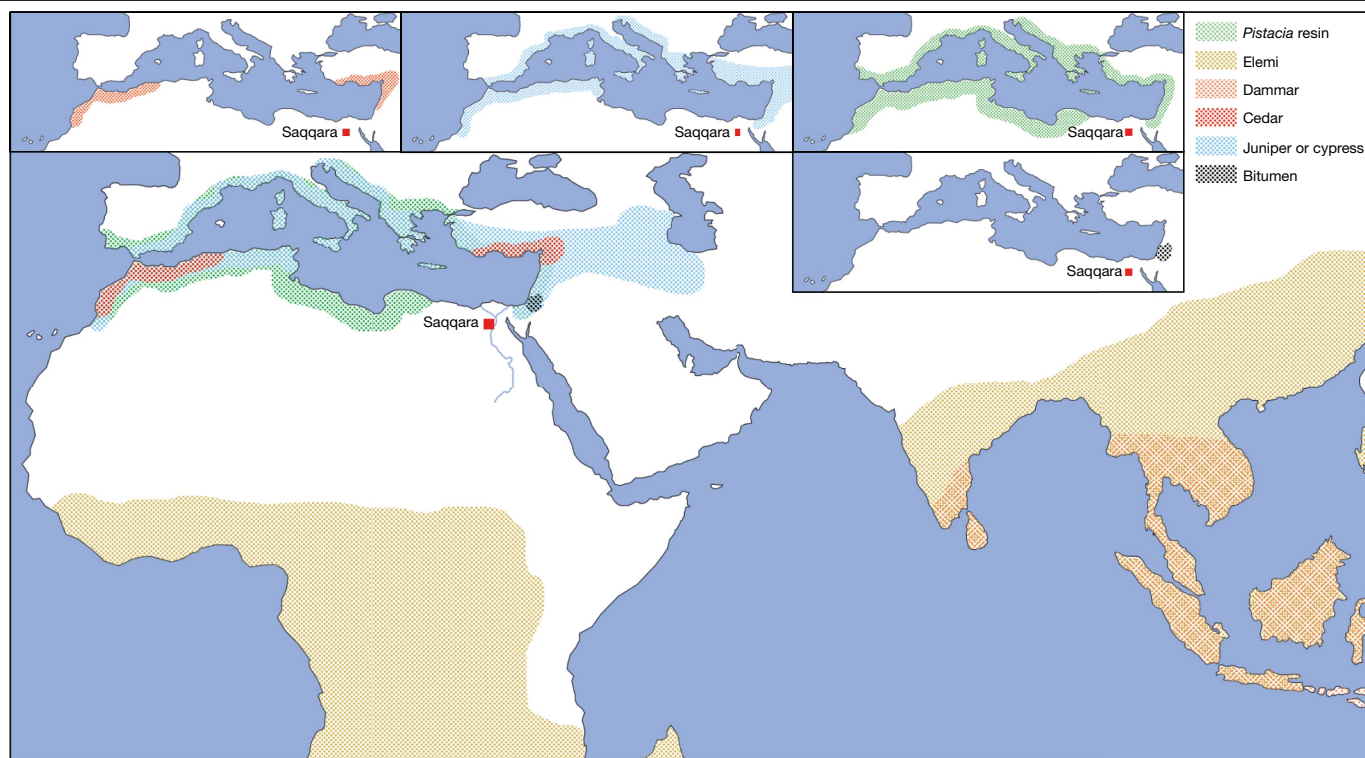 Saqqara
Saqqara
Saqqara
Pistacia resin
Elemi
Dammar
Cedar
Juniper or cypress
Bitumen
Saqqara
Saqqara